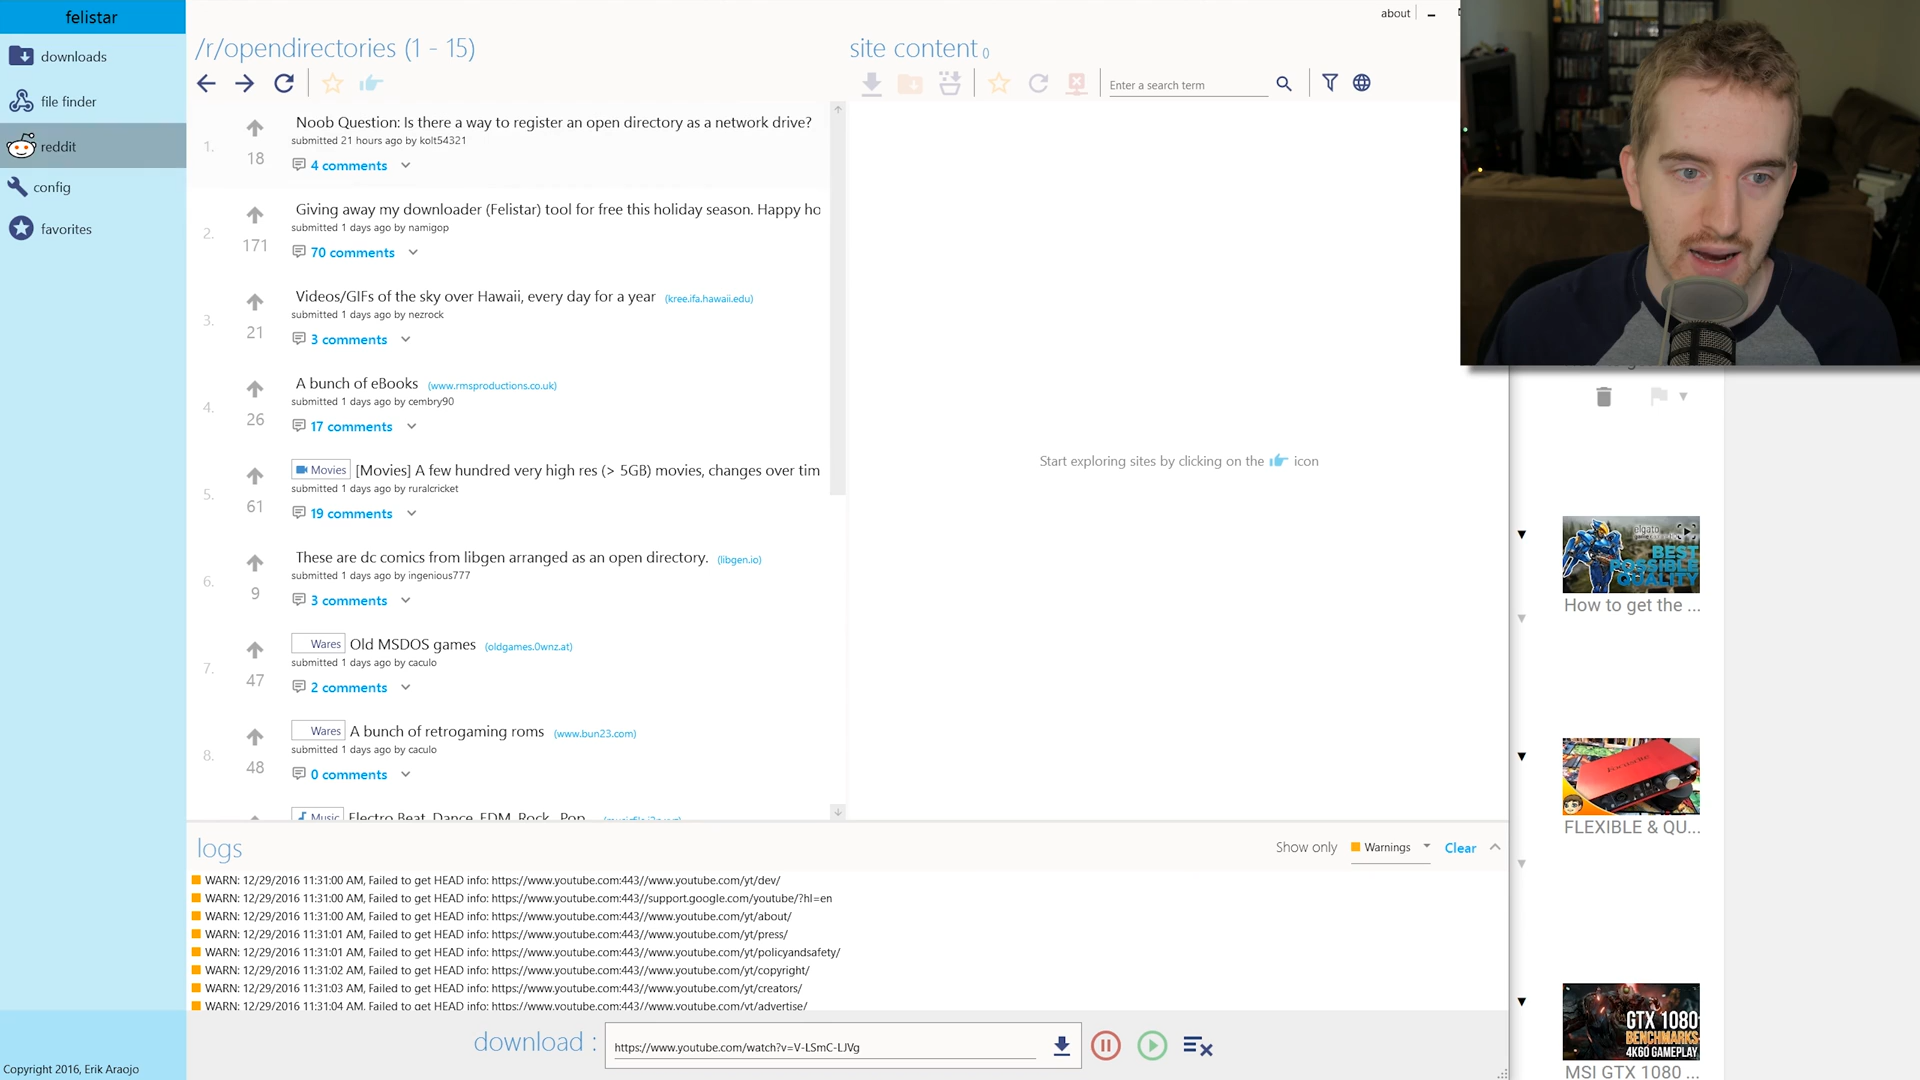 felistar
downloads
file finder
reddit
config
favorites
Copyright 2016, Erik Araojo
about
/r/opendirectories (1 - 15)
1.
18
Noob Question: Is there a way to register an open directory as a network drive?
submitted 21 hours ago by kolt54321
4 comments
2.
171
Giving away my downloader (Felistar) tool for free this holiday season. Happy ho
submitted 1 days ago by namigop
70 comments
3.
21
Videos/GIFs of the sky over Hawaii, every day for a year (kree.ifa.hawaii.edu)
submitted 1 days ago by nezrock
3 comments
4.
26
A bunch of eBooks (www.rmsproductions.co.uk)
submitted 1 days ago by cembry90
17 comments
5.
61
Movies [Movies] A few hundred very high res (> 5GB) movies, changes over tim
submitted 1 days ago by ruralcricket
19 comments
6.
9
These are dc comics from libgen arranged as an open directory. (libgen.io)
submitted 1 days ago by ingenious777
3 comments
7.
47
Wares Old MSDOS games (oldgames.0wnz.at)
submitted 1 days ago by caculo
2 comments
8.
48
Wares A bunch of retrogaming roms (www.bun23.com)
submitted 1 days ago by caculo
0 comments
Music Electro Beat, Dance, EDM, Rock, Pop
site content 0
Enter a search term
Start exploring sites by clicking on the icon
logs
Show only Warnings Clear
WARN: 12/29/2016 11:31:00 AM, Failed to get HEAD info: https://www.youtube.com:443//www.youtube.com/yt/dev/
WARN: 12/29/2016 11:31:00 AM, Failed to get HEAD info: https://www.youtube.com:443//support.google.com/youtube/?hl=en
WARN: 12/29/2016 11:31:00 AM, Failed to get HEAD info: https://www.youtube.com:443//www.youtube.com/yt/about/
WARN: 12/29/2016 11:31:01 AM, Failed to get HEAD info: https://www.youtube.com:443//www.youtube.com/yt/press/
WARN: 12/29/2016 11:31:01 AM, Failed to get HEAD info: https://www.youtube.com:443//www.youtube.com/yt/policyandsafety/
WARN: 12/29/2016 11:31:02 AM, Failed to get HEAD info: https://www.youtube.com:443//www.youtube.com/yt/copyright/
WARN: 12/29/2016 11:31:03 AM, Failed to get HEAD info: https://www.youtube.com:443//www.youtube.com/yt/creators/
WARN: 12/29/2016 11:31:04 AM, Failed to get HEAD info: https://www.youtube.com:443//www.youtube.com/yt/advertise/
download :
https://www.youtube.com/watch?v=V-LSmC-LJVg
elgato
BEST
POSSIBLE
QUALITY
How to get the ...
FLEXIBLE & QU...
GTX 1080
BENCHMARKS
4K60 GAMEPLAY
MSI GTX 1080 ...